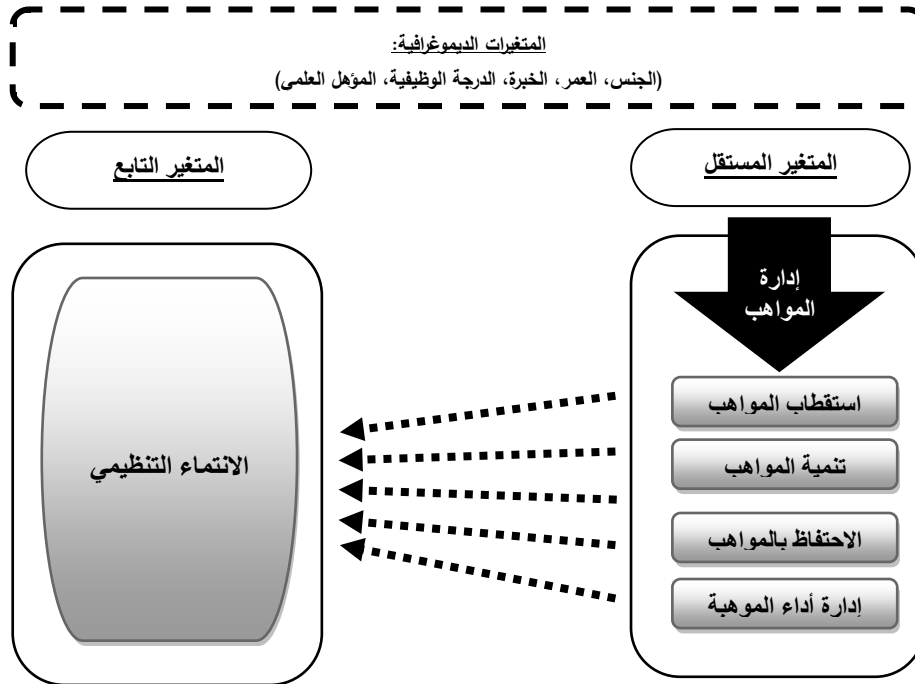 المتغيرات الديموغرافية:
(الجنس، العمر، الخبرة، الدرجة الوظيفية، المؤهل العلمى)
المتغير المستقل
المتغير التابع
إدارة
المواهب
استقطاب المواهب
تنمية المواهب
الاحتفاظ بالمواهب
إدارة أداء الموهبة
الانتماء التنظيمي